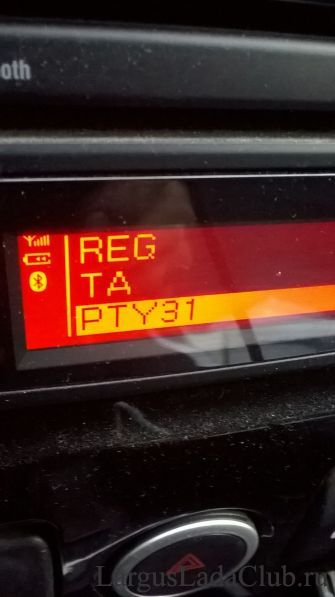 oth
REG
TA
PTY31
LargusLadaClub.ru